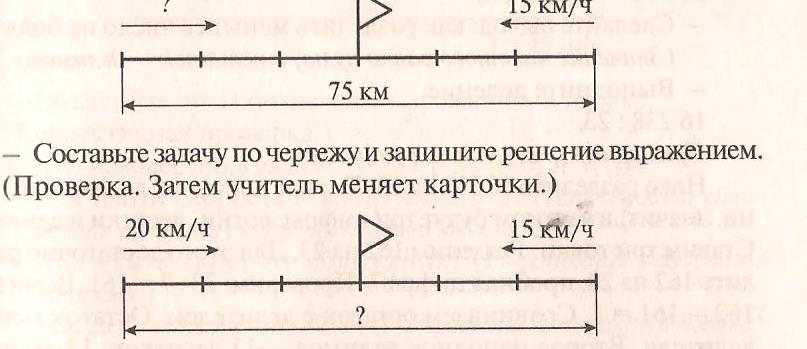 ? 15 км/ч
75 км
– Составьте задачу по чертежу и запишите решение выражением.
(Проверка. Затем учитель меняет карточки.)
20 км/ч 15 км/ч
?